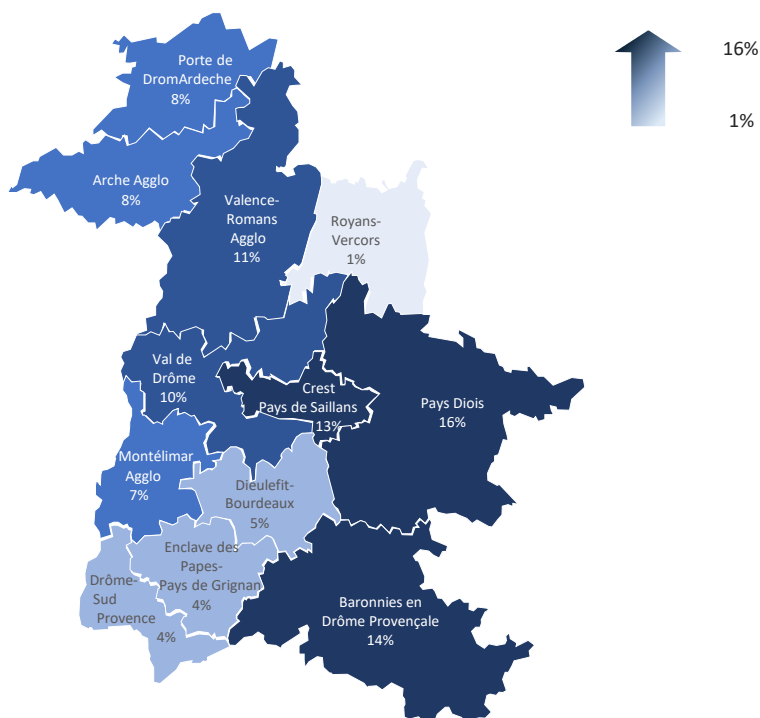 16%
1%
Porte de
DromArdeche
8%
Arche Agglo
8%
Valence-
Romans
Agglo
11%
Royans-
Vercors
1%
Val de
Drôme
10%
Crest
Pays de Saillans
13%
Pays Diois
16%
Montélimar
Agglo
7%
Dieulefit-
Bourdeaux
5%
Enclave des
Papes-
Pays de Grignan
4%
Drôme-
Sud
Provence
4%
Baronnies en
Drôme Provençale
14%